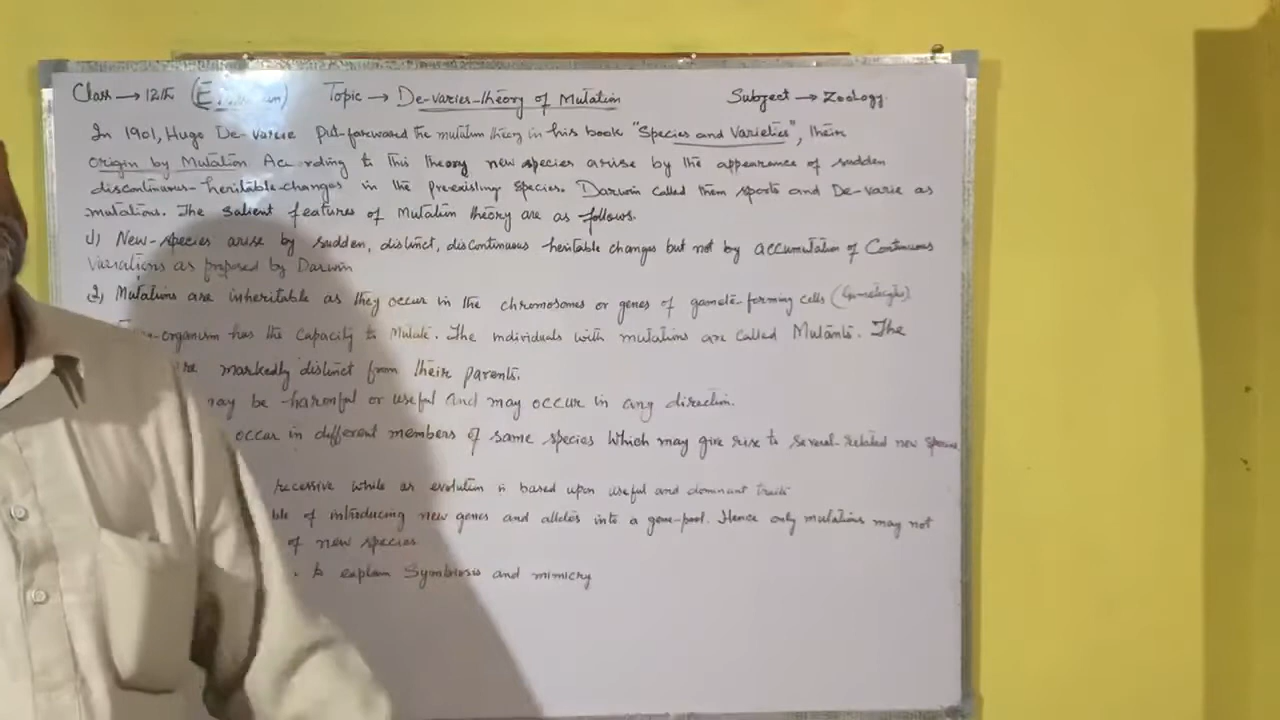 Class → 12th (Evolution) Topic → De-varies-theory of Mutation Subject → Zoology
In 1901, Hugo De-varie put-forwared the mutation theory in his book "Species and Varieties", their
origin by Mutation According to this theory new species arise by the appearance of sudden
discontinuous-heritable-changes in the Pre-existing Species. Darwin called them sports and De-varie as
mutations. The Salient features of Mutation theory are as follows.
1) New-species arise by sudden, distinct, discontinuous heritable changes but not by accumulation of Continuous
Variations as proposed by Darwin
2) Mutations are inheritable as they occur in the chromosomes or genes of gamete-forming cells
organism has the Capacity to Mutate. The individuals with mutations are called Mutants. The
markedly distinct from their parents.
may be harmful or useful and may occur in any direction.
occur in different members of same species which may give rise to several-related new species
recessive while as evolution is based upon useful and dominant traits
of introducing new genes and alleles into a gene-pool. Hence only mutations may not
of new species
to explain Symbiosis and mimicry